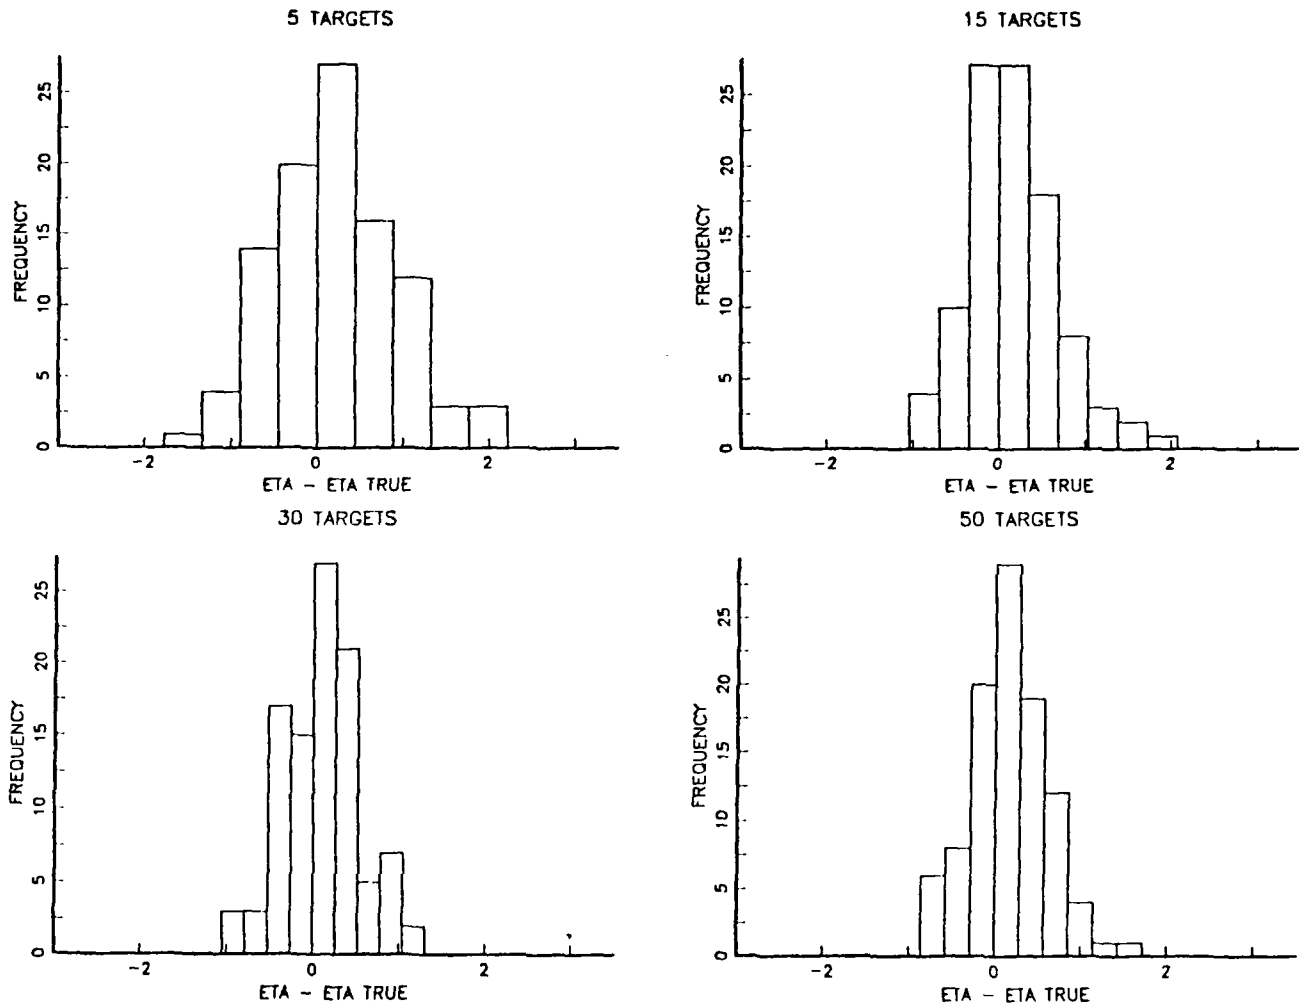 5 TARGETS
FREQUENCY
0 5 10 15 20 25
-2 0 2
ETA - ETA TRUE
15 TARGETS
FREQUENCY
0 5 10 15 20 25
-2 0 2
ETA - ETA TRUE
30 TARGETS
FREQUENCY
0 5 10 15 20 25
-2 0 2
ETA - ETA TRUE
50 TARGETS
FREQUENCY
0 5 10 15 20 25
-2 0 2
ETA - ETA TRUE